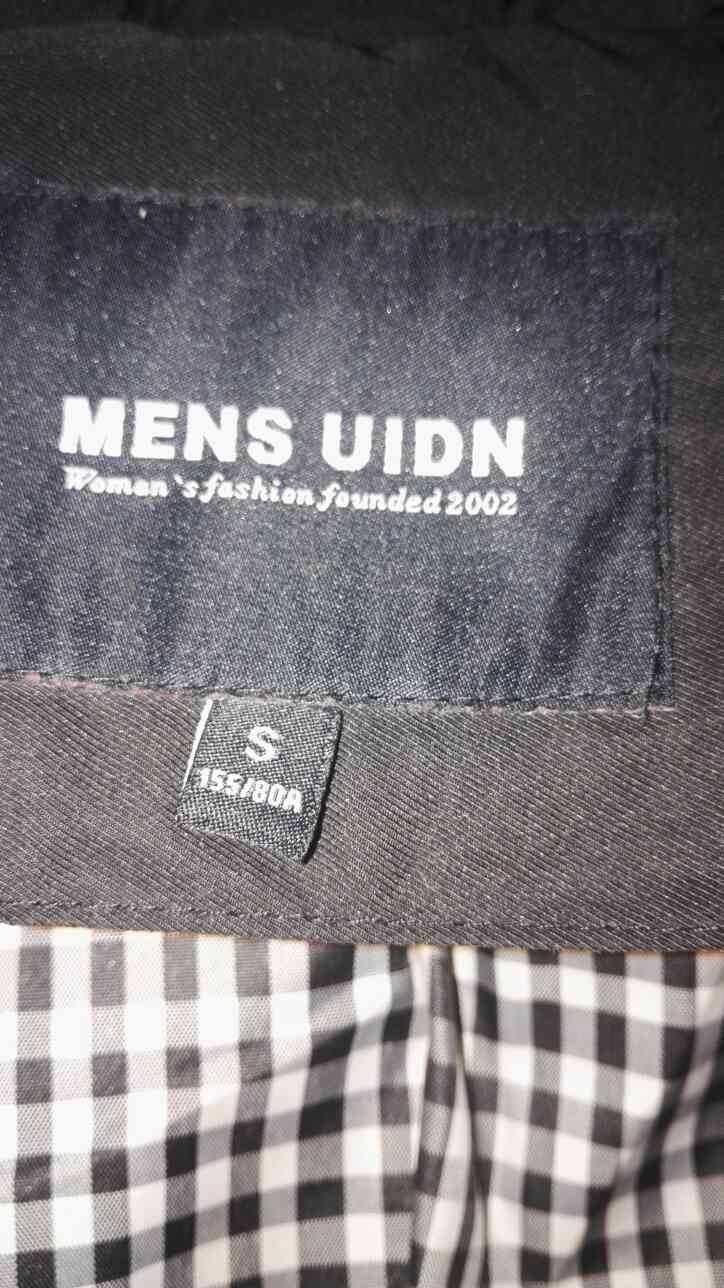 MENS UIDN
Women's fashion founded 2002
S
155/80A